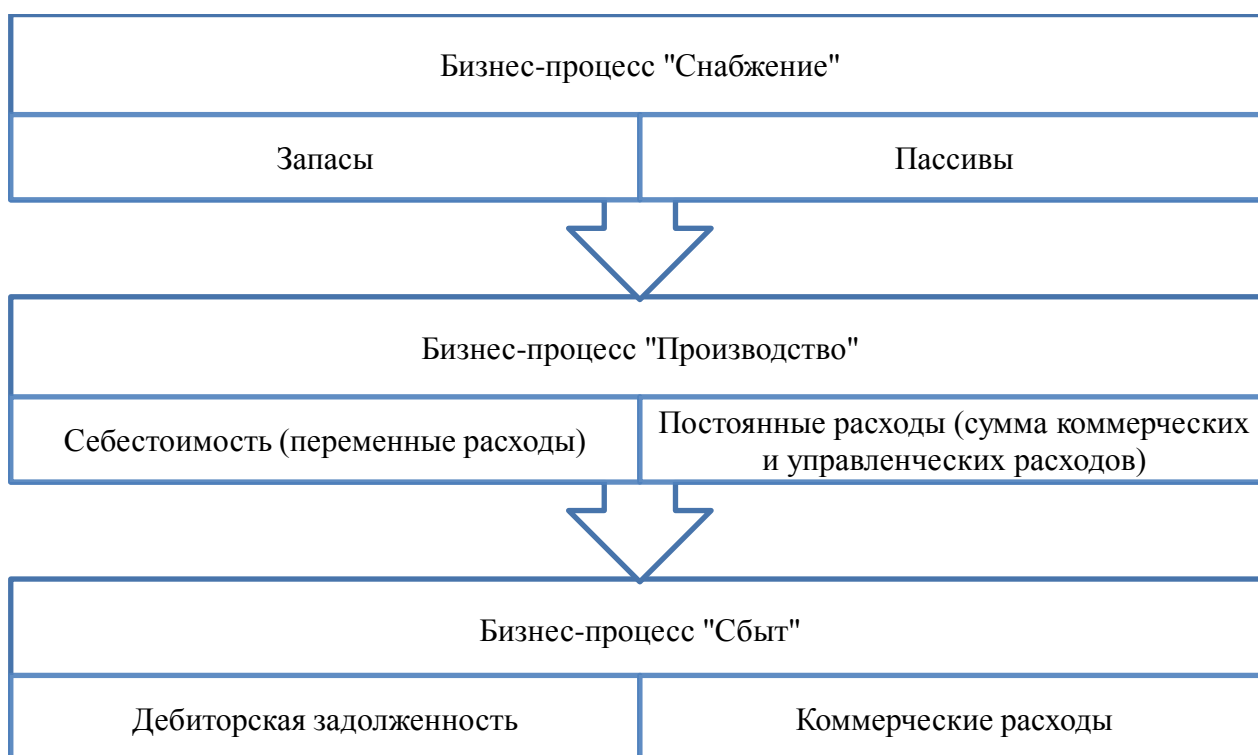 Бизнес-процесс "Снабжение"
Запасы
Пассивы
Бизнес-процесс "Производство"
Себестоимость (переменные расходы)
Постоянные расходы (сумма коммерческих
и управленческих расходов)
Бизнес-процесс "Сбыт"
Дебиторская задолженность
Коммерческие расходы